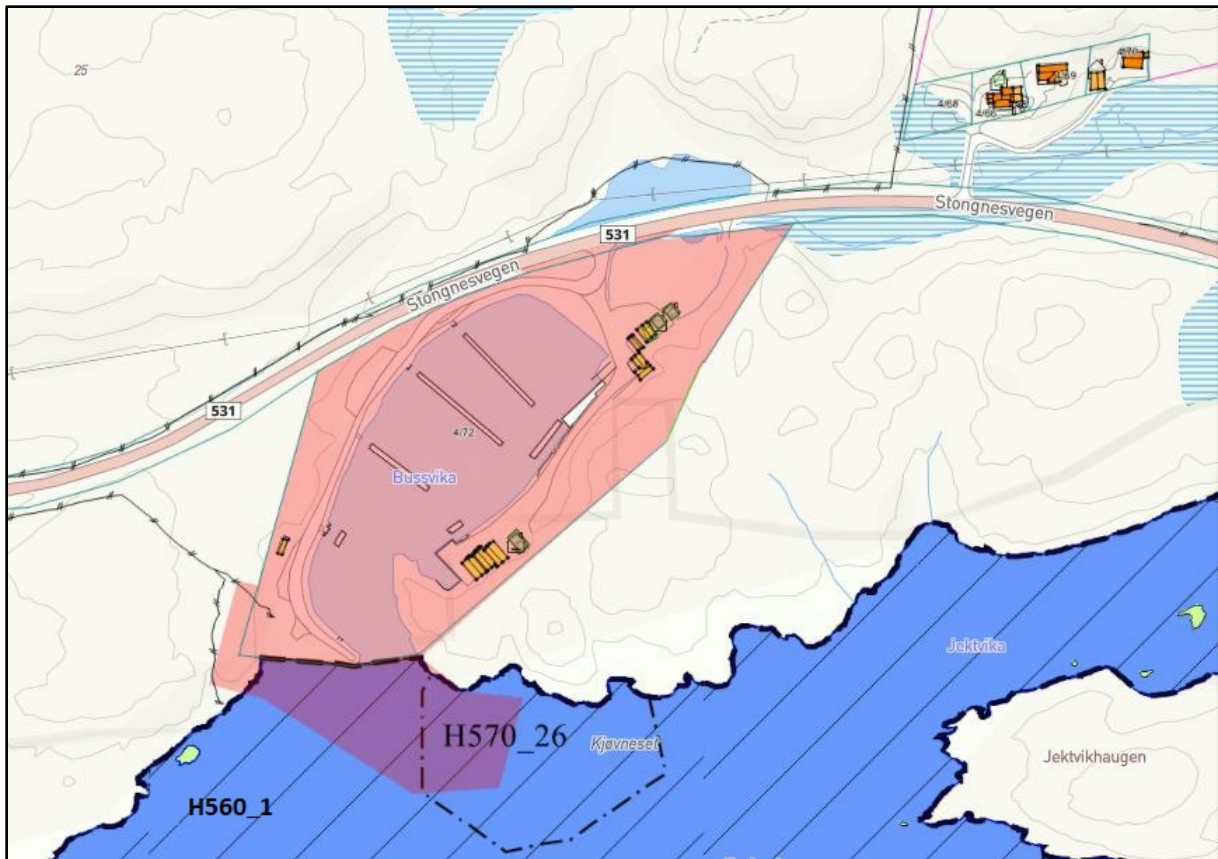 25
4/70
4/69
4/68
4/66
Stongnesvegen
531
Stongnesvegen
531
4/72
Bussvika
Jektvika
H570_26
Kjøvneset
Jektvikhaugen
H560_1